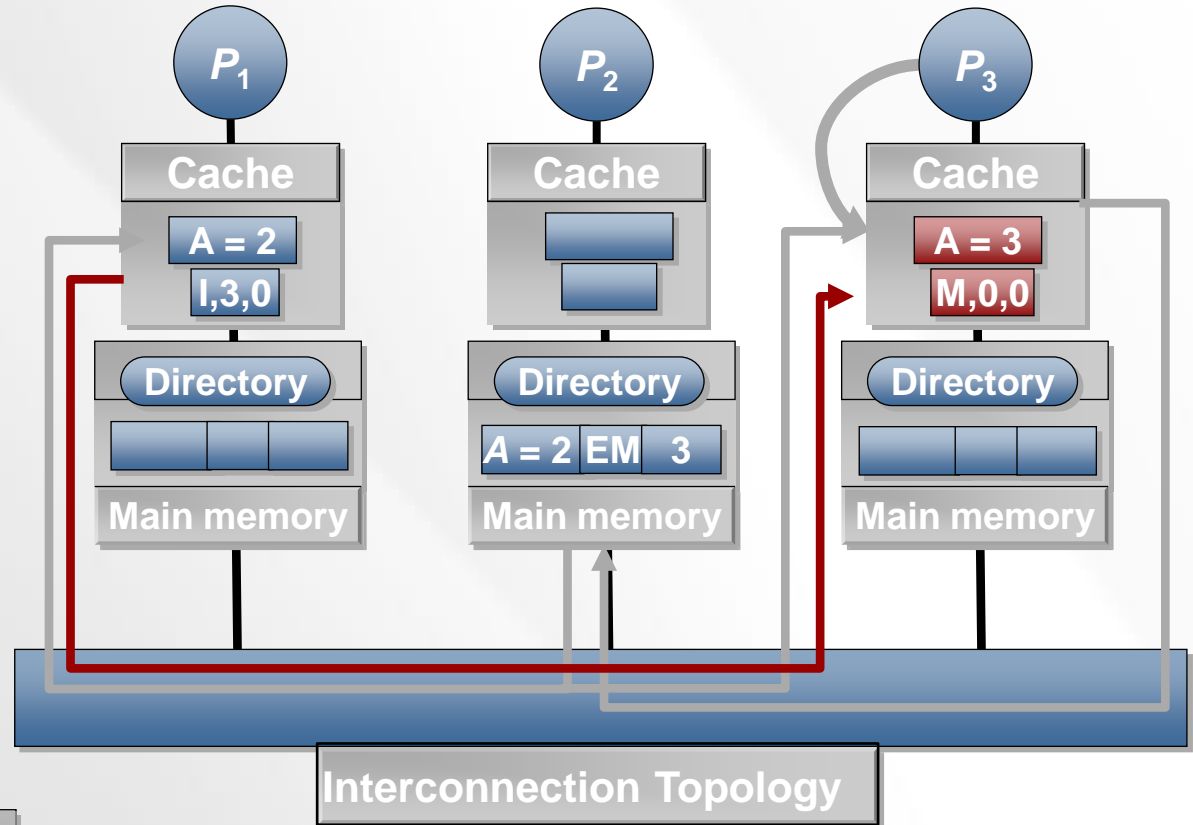 P1 P2 P3
Cache Cache Cache
A = 2 A = 3
I,3,0 M,0,0
Directory Directory Directory
A = 2 EM 3
Main memory Main memory Main memory
Interconnection Topology